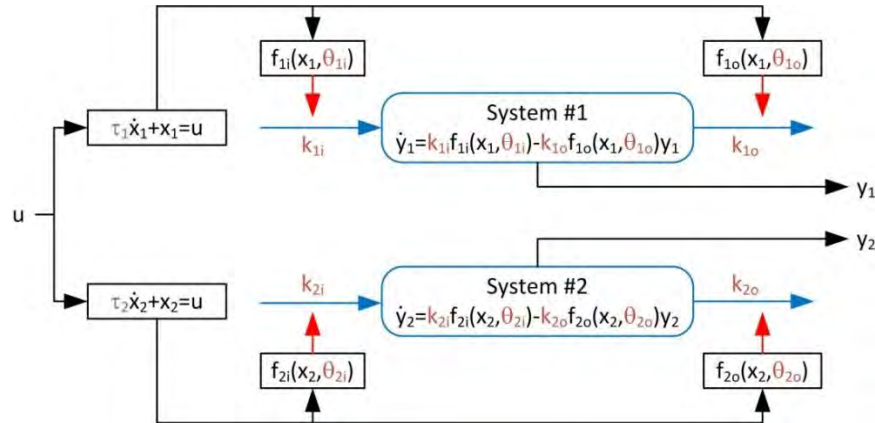 f₁ᵢ(x₁,θ₁ᵢ)
f₁ₒ(x₁,θ₁ₒ)
τ₁ẋ₁+x₁=u
System #1
ẏ₁=k₁ᵢf₁ᵢ(x₁,θ₁ᵢ)-k₁ₒf₁ₒ(x₁,θ₁ₒ)y₁
k₁ᵢ
k₁ₒ
y₁
u
y₂
τ₂ẋ₂+x₂=u
k₂ᵢ
System #2
ẏ₂=k₂ᵢf₂ᵢ(x₂,θ₂ᵢ)-k₂ₒf₂ₒ(x₂,θ₂ₒ)y₂
k₂ₒ
f₂ᵢ(x₂,θ₂ᵢ)
f₂ₒ(x₂,θ₂ₒ)